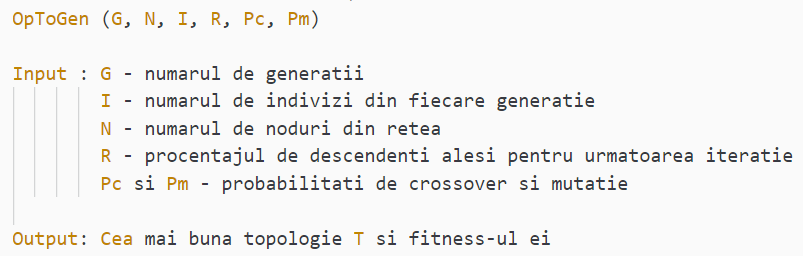 OpToGen (G, N, I, R, Pc, Pm)
Input : G - numarul de generatii
I - numarul de indivizi din fiecare generatie
N - numarul de noduri din retea
R - procentajul de descendenti alesi pentru urmatoarea iteratie
Pc si Pm - probabilitati de crossover si mutatie
Output: Cea mai buna topologie T si fitness-ul ei